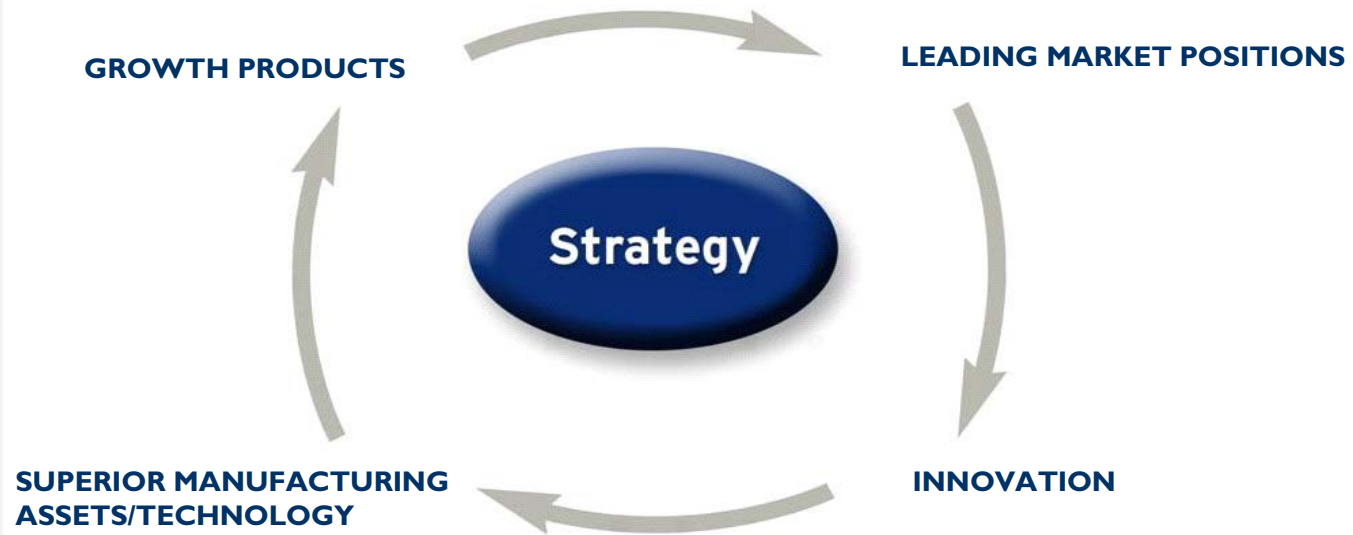 GROWTH PRODUCTS
LEADING MARKET POSITIONS
Strategy
SUPERIOR MANUFACTURING
ASSETS/TECHNOLOGY
INNOVATION